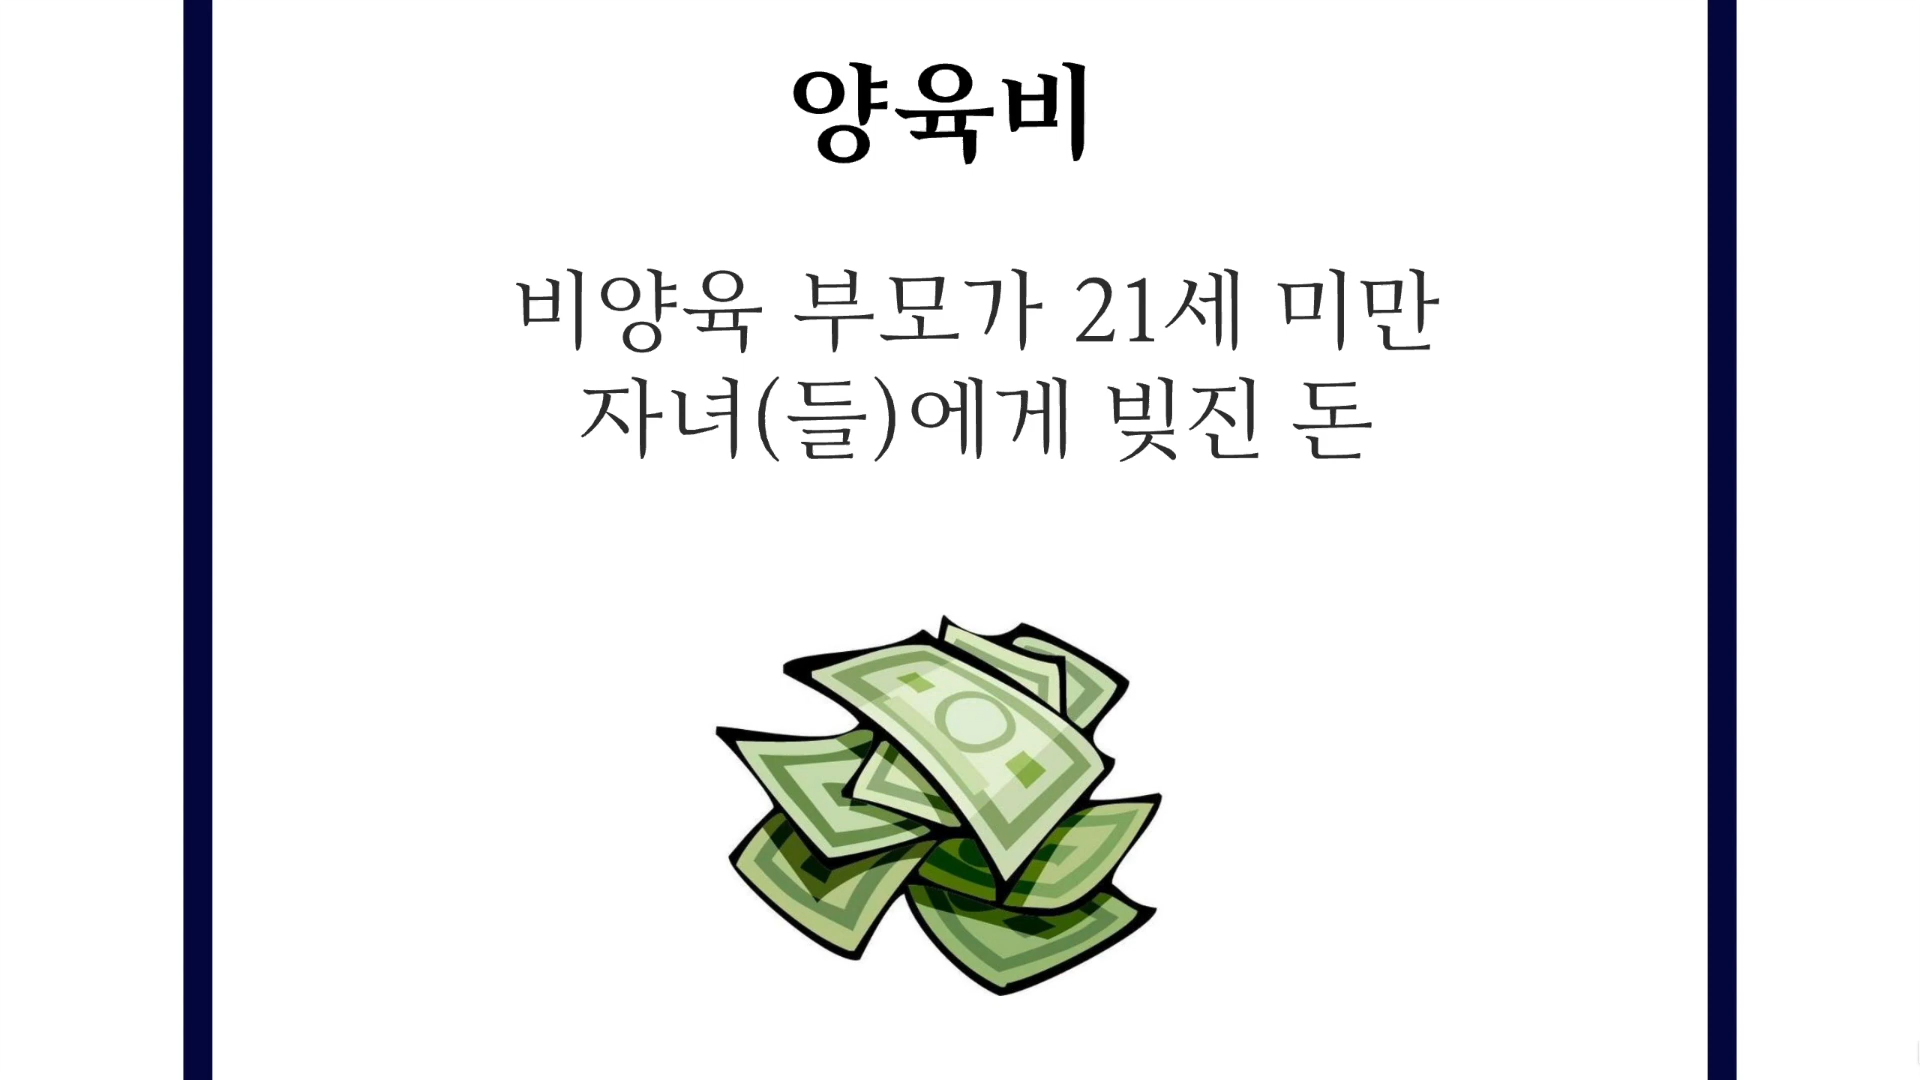 양육비
비양육 부모가 21세 미만
자녀(들)에게 빚진 돈